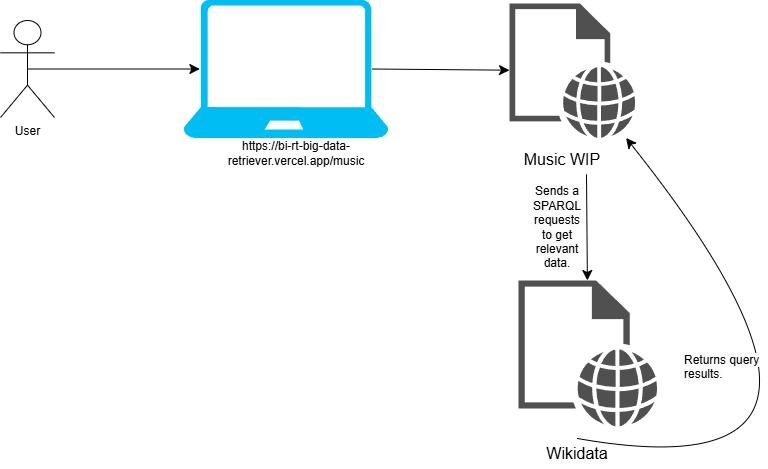 User
https://bi-rt-big-data-
retriever.vercel.app/music
Music WIP
Sends a
SPARQL
requests
to get
relevant
data.
Returns query
results.
Wikidata